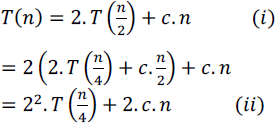 T(n) = 2.T(n/2) + c.n (i)
= 2(2.T(n/4) + c.n/2) + c.n
= 2².T(n/4) + 2.c.n (ii)